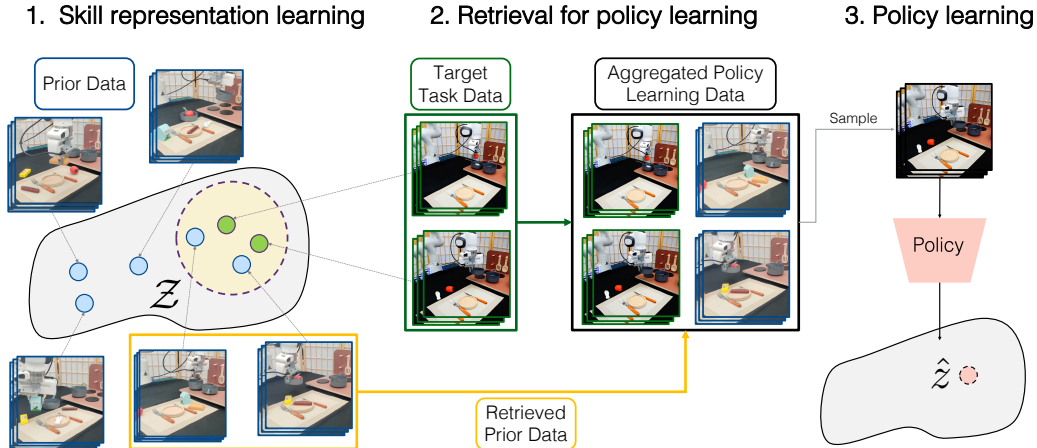 1. Skill representation learning
2. Retrieval for policy learning
3. Policy learning
Prior Data
Target
Task Data
Aggregated Policy
Learning Data
Sample
Policy
Z
ẑ
Retrieved
Prior Data